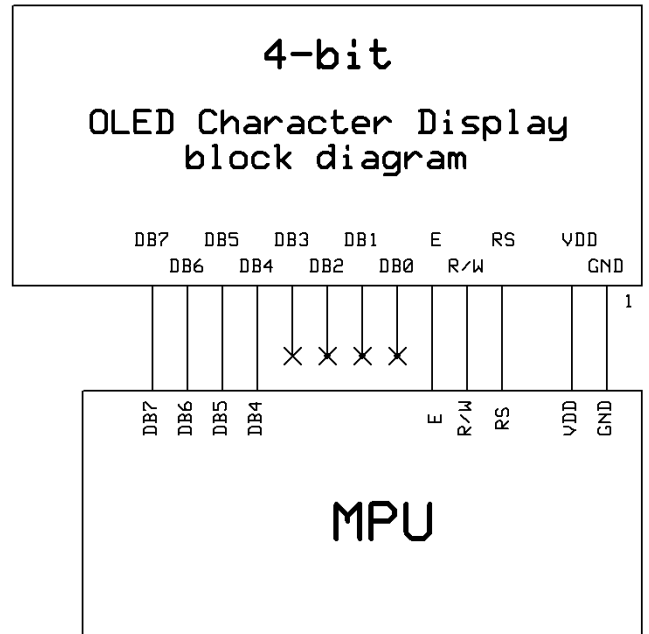 4-bit
OLED Character Display
block diagram
DB7 DB5 DB3 DB1 E RS VDD
DB6 DB4 DB2 DB0 R/W GND
1
DB7 DB6 DB5 DB4 E R/W RS VDD GND
MPU